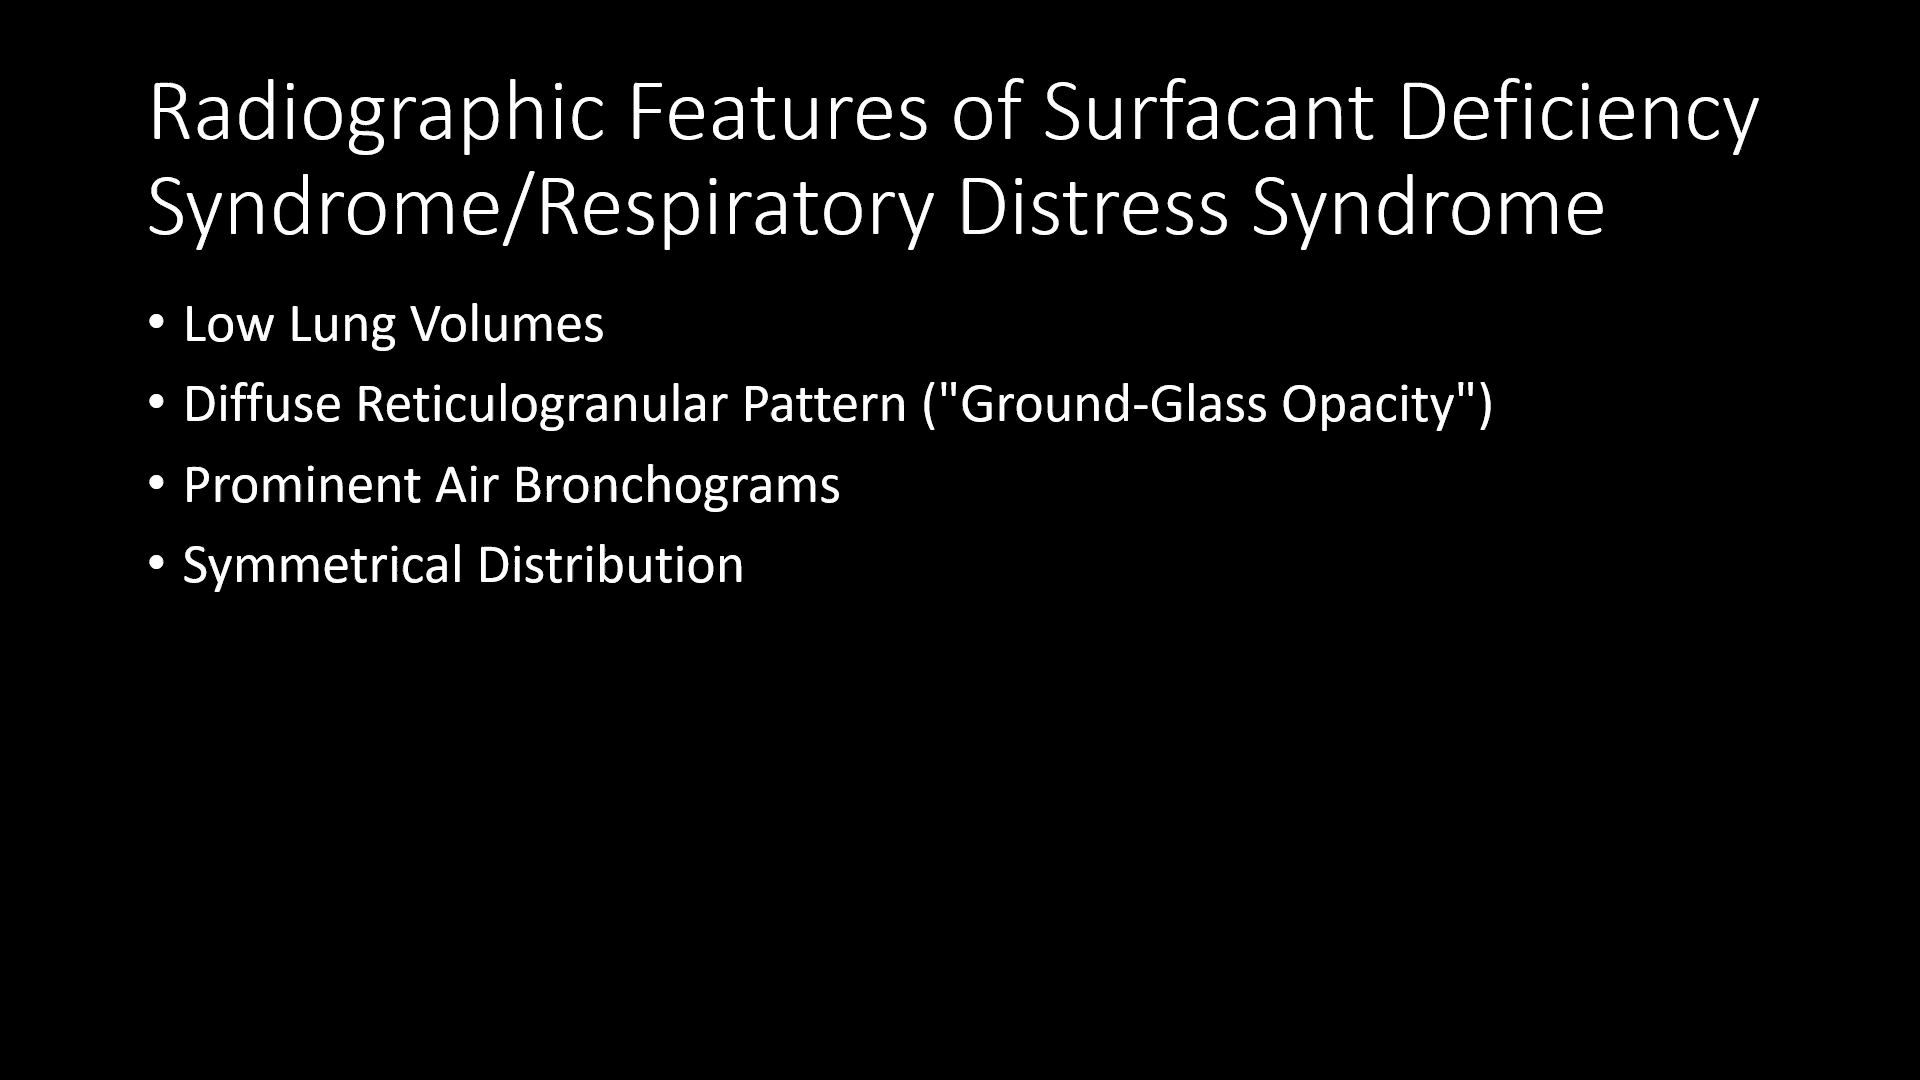 Radiographic Features of Surfacant Deficiency
Syndrome/Respiratory Distress Syndrome
• Low Lung Volumes
• Diffuse Reticulogranular Pattern ("Ground-Glass Opacity")
• Prominent Air Bronchograms
• Symmetrical Distribution